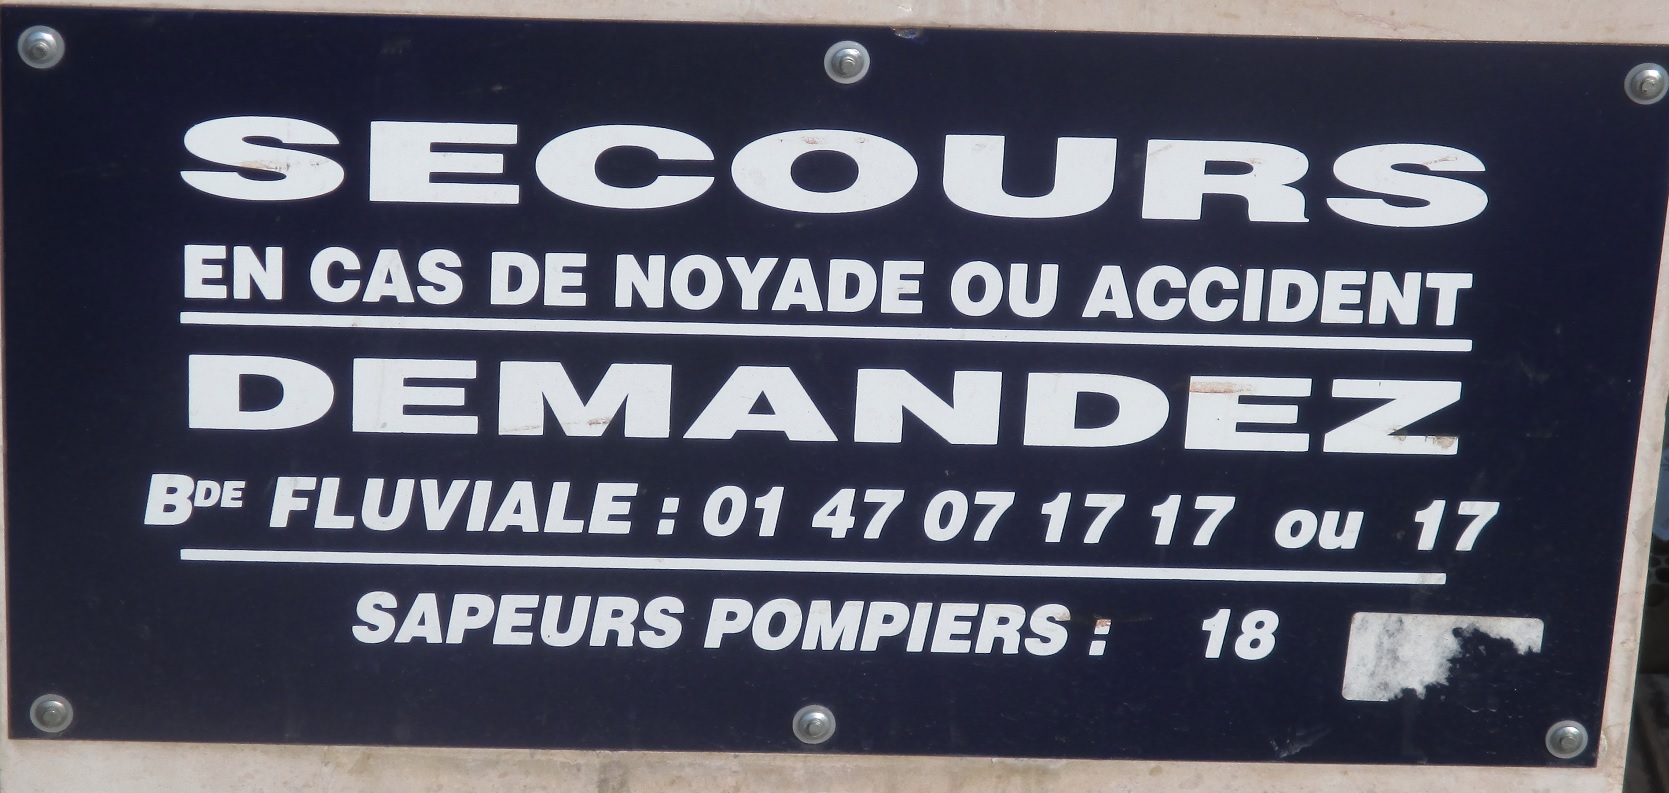 SECOURS
EN CAS DE NOYADE OU ACCIDENT
DEMANDEZ
BDE FLUVIALE : 01 47 07 17 17 ou 17
SAPEURS POMPIERS : 18